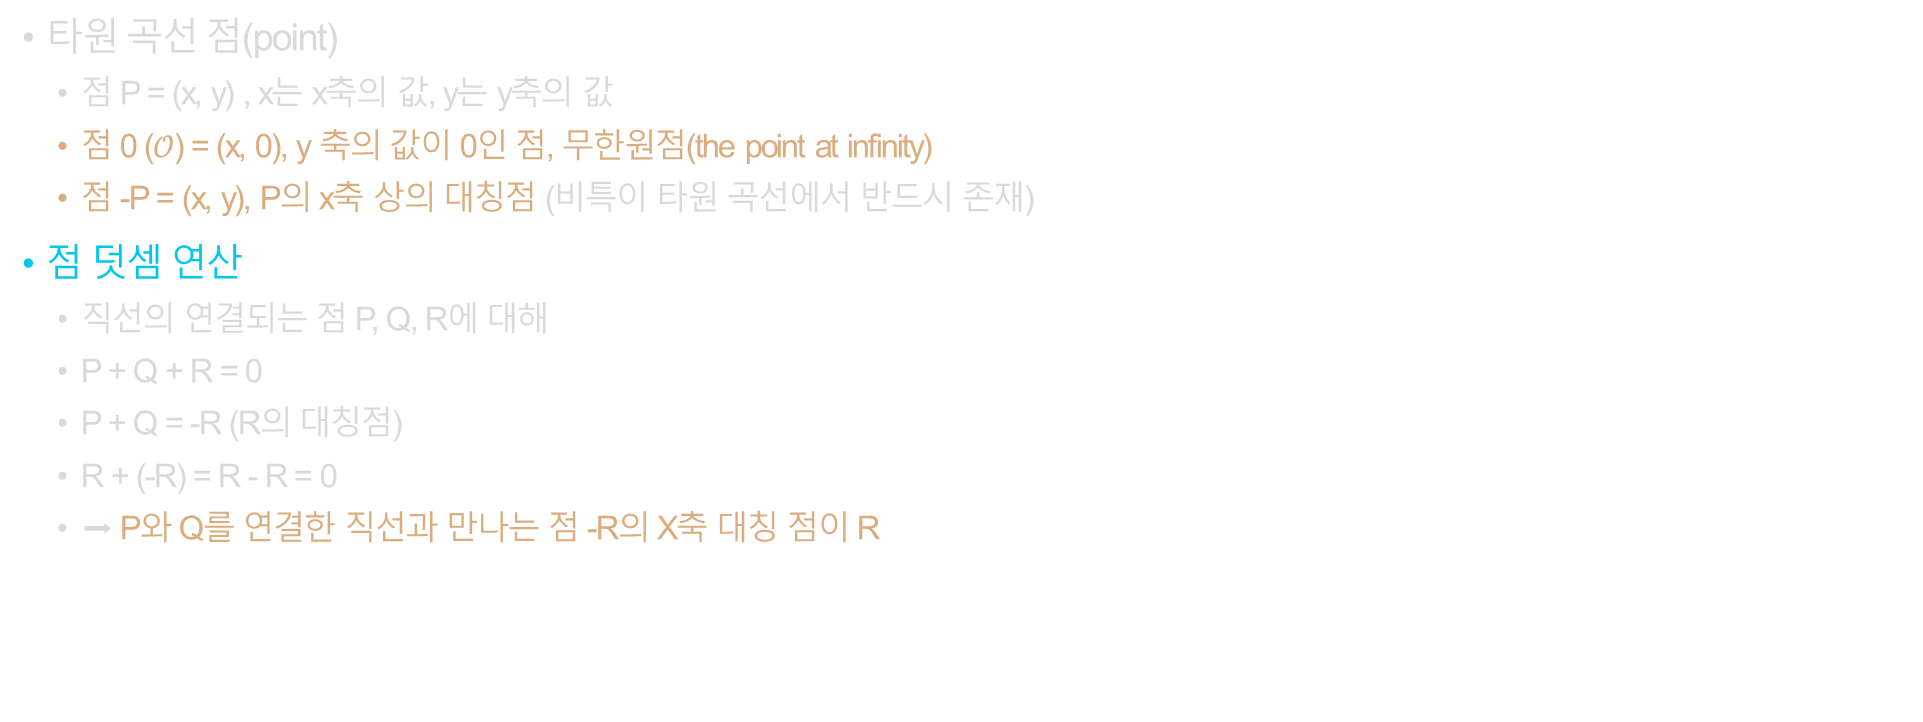 • 타원 곡선 점(point)
• 점 P = (x, y) , x는 x축의 값, y는 y축의 값
• 점 0 (𝒪) = (x, 0), y 축의 값이 0인 점, 무한원점(the point at infinity)
• 점 -P = (x, y), P의 x축 상의 대칭점 (비특이 타원 곡선에서 반드시 존재)
• 점 덧셈 연산
• 직선의 연결되는 점 P, Q, R에 대해
• P + Q + R = 0
• P + Q = -R (R의 대칭점)
• R + (-R) = R - R = 0
• ➞ P와 Q를 연결한 직선과 만나는 점 -R의 X축 대칭 점이 R